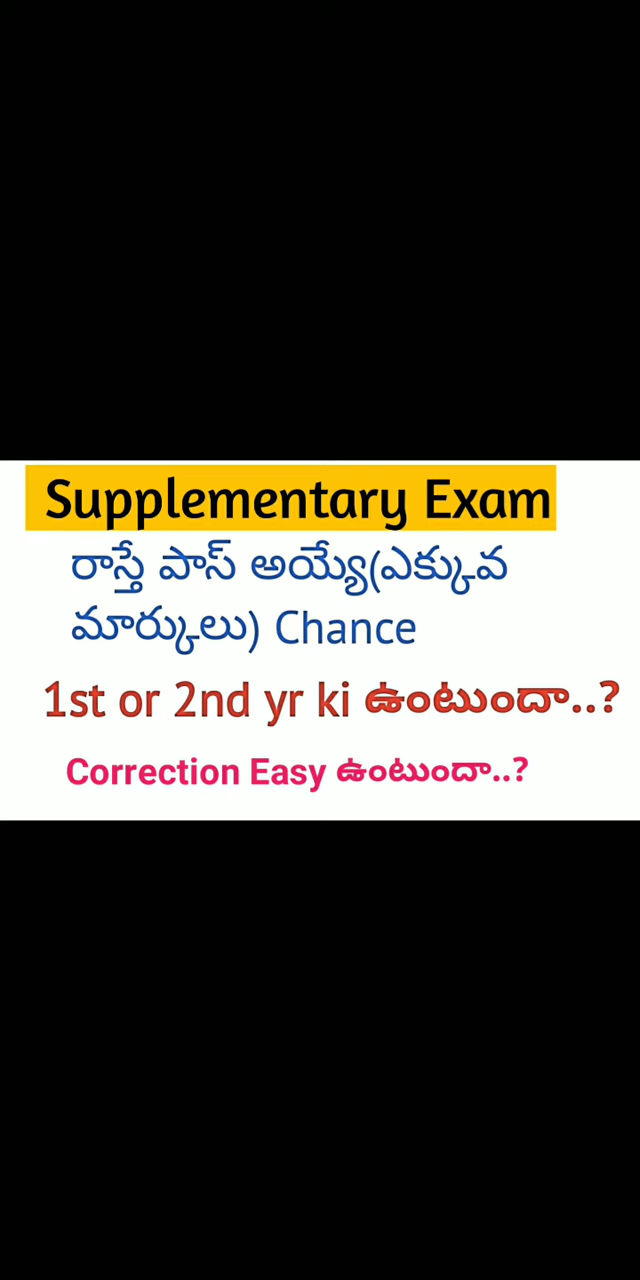 Supplementary Exam
రాస్తే పాస్ అయ్యే(ఎక్కువ
మార్కులు) Chance
1st or 2nd yr ki ఉంటుందా..?
Correction Easy ఉంటుందా..?